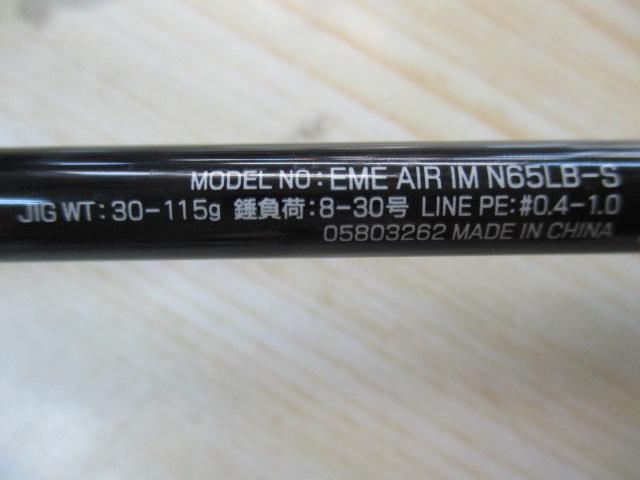 MODEL NO : EME AIR IM N65LB-S
JIG WT : 30-115g 錘負荷 : 8-30号 LINE PE : #0.4-1.0
05803262 MADE IN CHINA